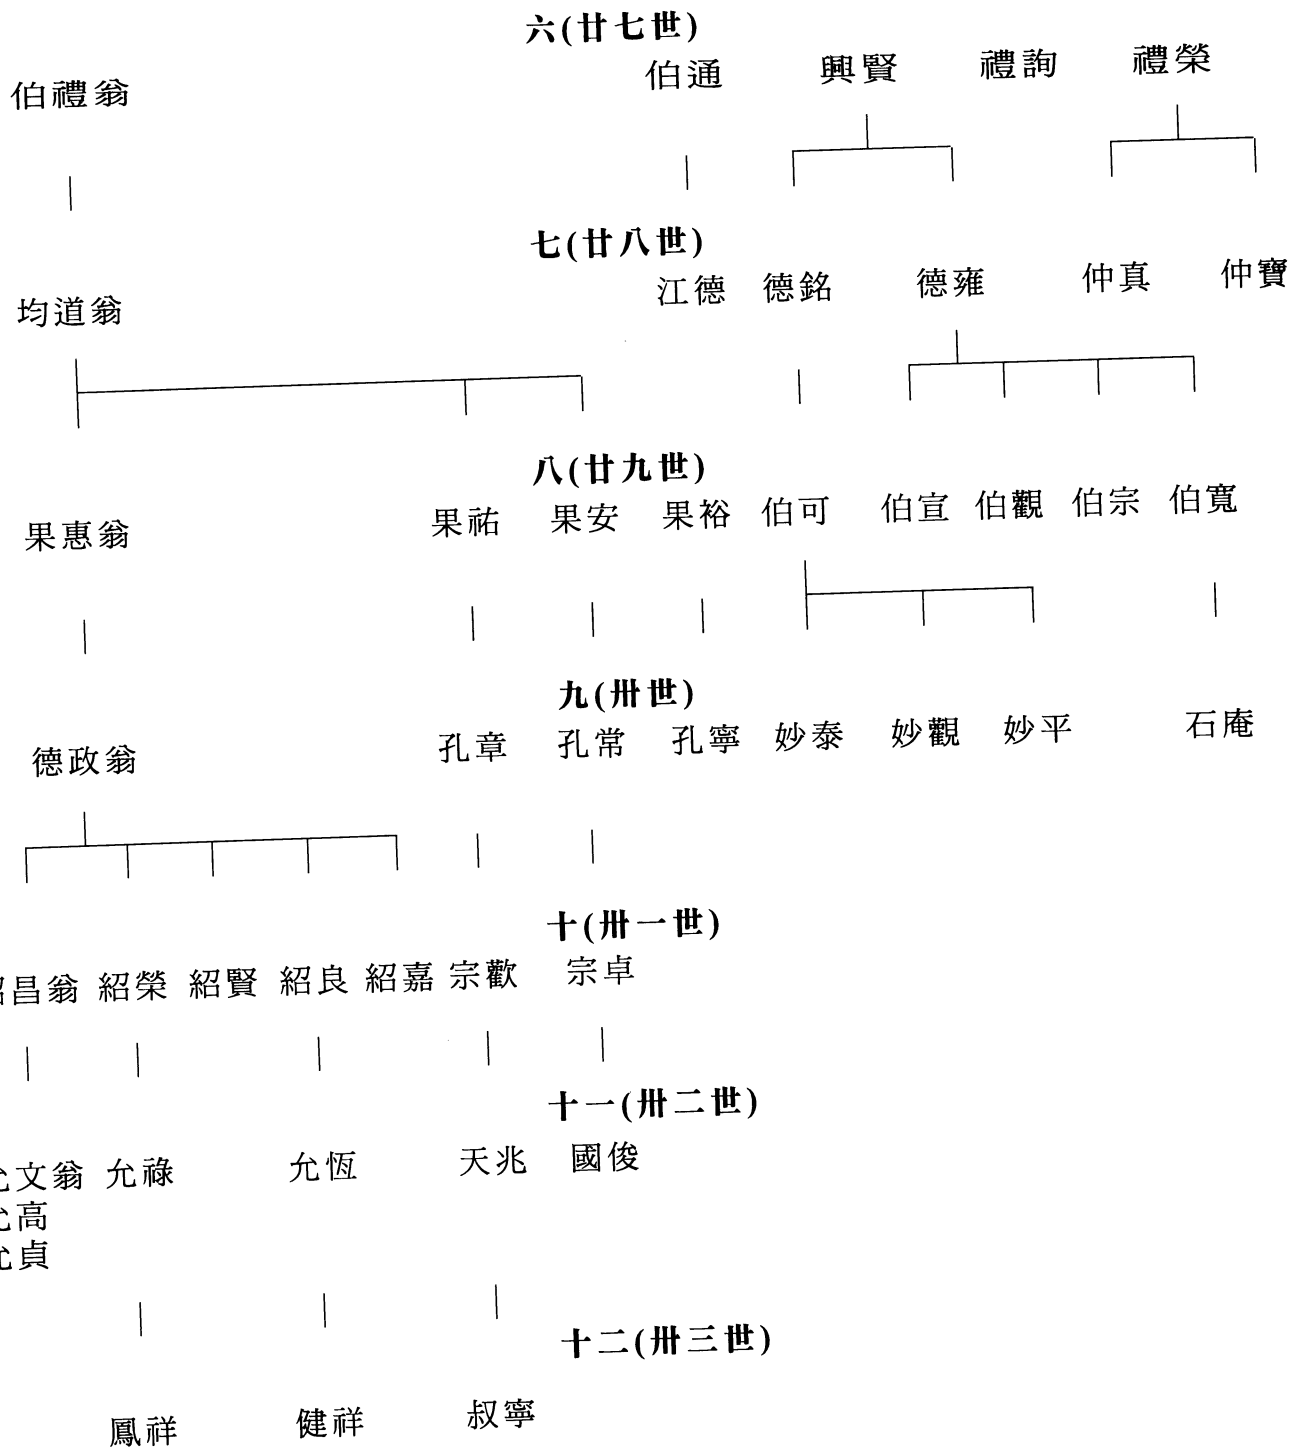 六(廿七世)
伯禮翁 伯通 興賢 禮詢 禮榮
七(廿八世)
均道翁 江德 德銘 德雍 仲真 仲寶
八(廿九世)
果惠翁 果祐 果安 果裕 伯可 伯宣 伯觀 伯宗 伯寬
九(卅世)
德政翁 孔章 孔常 孔寧 妙泰 妙觀 妙平 石庵
十(卅一世)
紹昌翁 紹榮 紹賢 紹良 紹嘉 宗歡 宗卓
十一(卅二世)
允文翁 允祿 允恆 天兆 國俊
允高
允貞
十二(卅三世)
鳳祥 健祥 叔寧